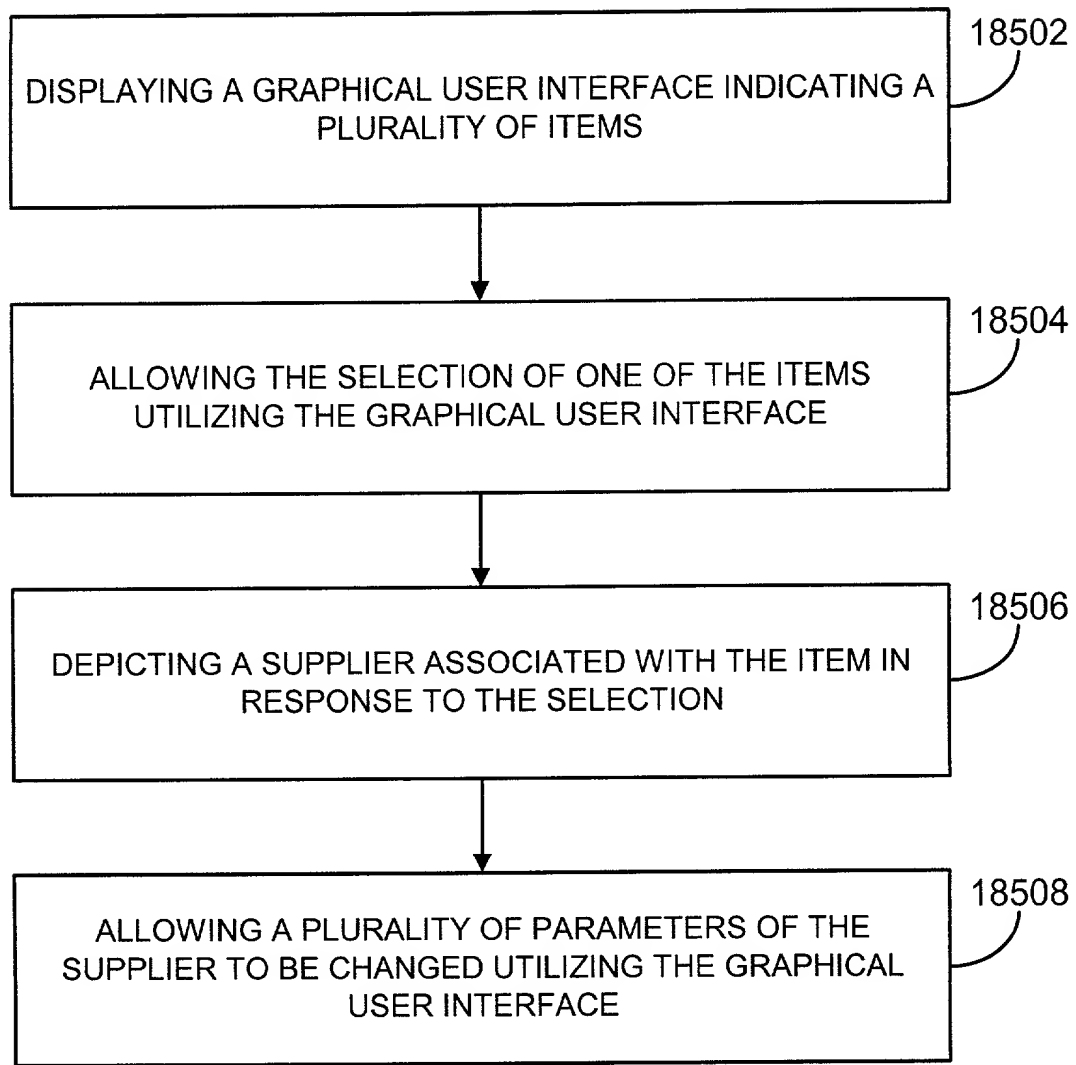 18502
DISPLAYING A GRAPHICAL USER INTERFACE INDICATING A
PLURALITY OF ITEMS
18504
ALLOWING THE SELECTION OF ONE OF THE ITEMS
UTILIZING THE GRAPHICAL USER INTERFACE
18506
DEPICTING A SUPPLIER ASSOCIATED WITH THE ITEM IN
RESPONSE TO THE SELECTION
18508
ALLOWING A PLURALITY OF PARAMETERS OF THE
SUPPLIER TO BE CHANGED UTILIZING THE GRAPHICAL
USER INTERFACE